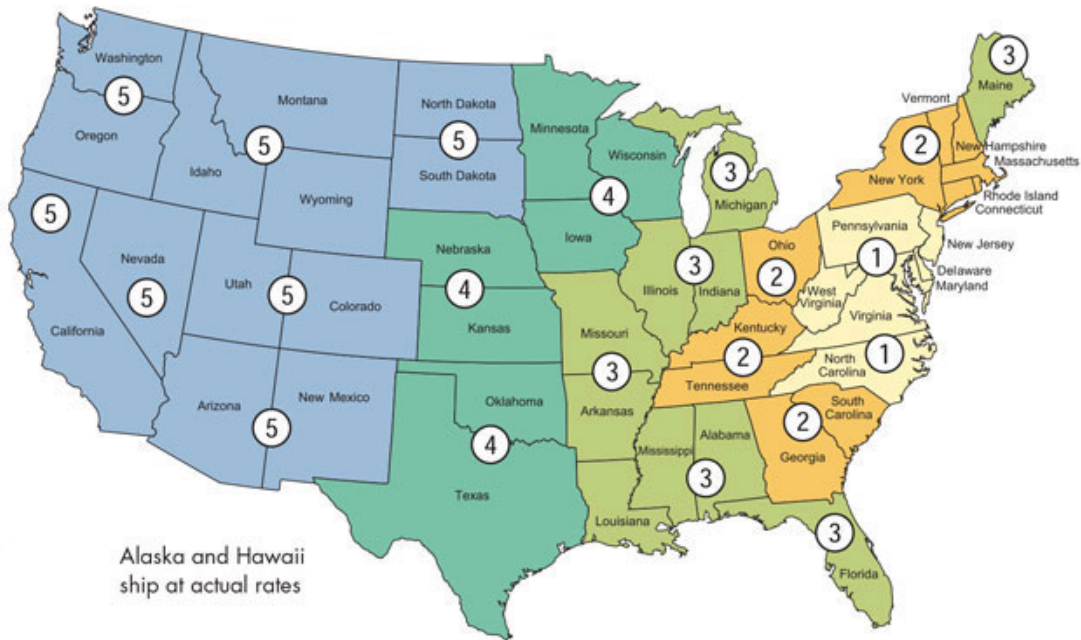 Washington
5
Oregon
Idaho
Montana
5
Wyoming
North Dakota
5
South Dakota
5
California
Nevada
5
Utah
5
Colorado
Arizona
5
New Mexico
Minnesota
Wisconsin
4
Iowa
Nebraska
4
Kansas
Oklahoma
4
Texas
3
Michigan
Illinois
3
Indiana
Missouri
3
Arkansas
Louisiana
Mississippi
Alabama
3
3
Florida
3
Maine
Vermont
2
New Hampshire
Massachusetts
New York
Rhode Island
Connecticut
Ohio
2
Kentucky
2
Tennessee
South
Carolina
2
Georgia
Pennsylvania
1
New Jersey
Delaware
Maryland
West
Virginia
Virginia
North
Carolina
1
Alaska and Hawaii
ship at actual rates